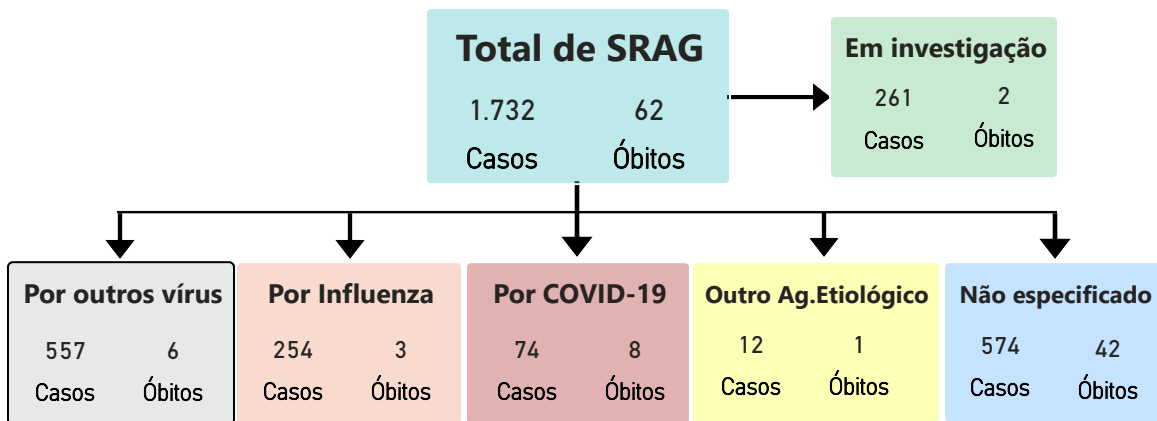 Total de SRAG
1.732 62
Casos Óbitos
Em investigação
261 2
Casos Óbitos
Por outros vírus
557 6
Casos Óbitos
Por Influenza
254 3
Casos Óbitos
Por COVID-19
74 8
Casos Óbitos
Outro Ag.Etiológico
12 1
Casos Óbitos
Não especificado
574 42
Casos Óbitos